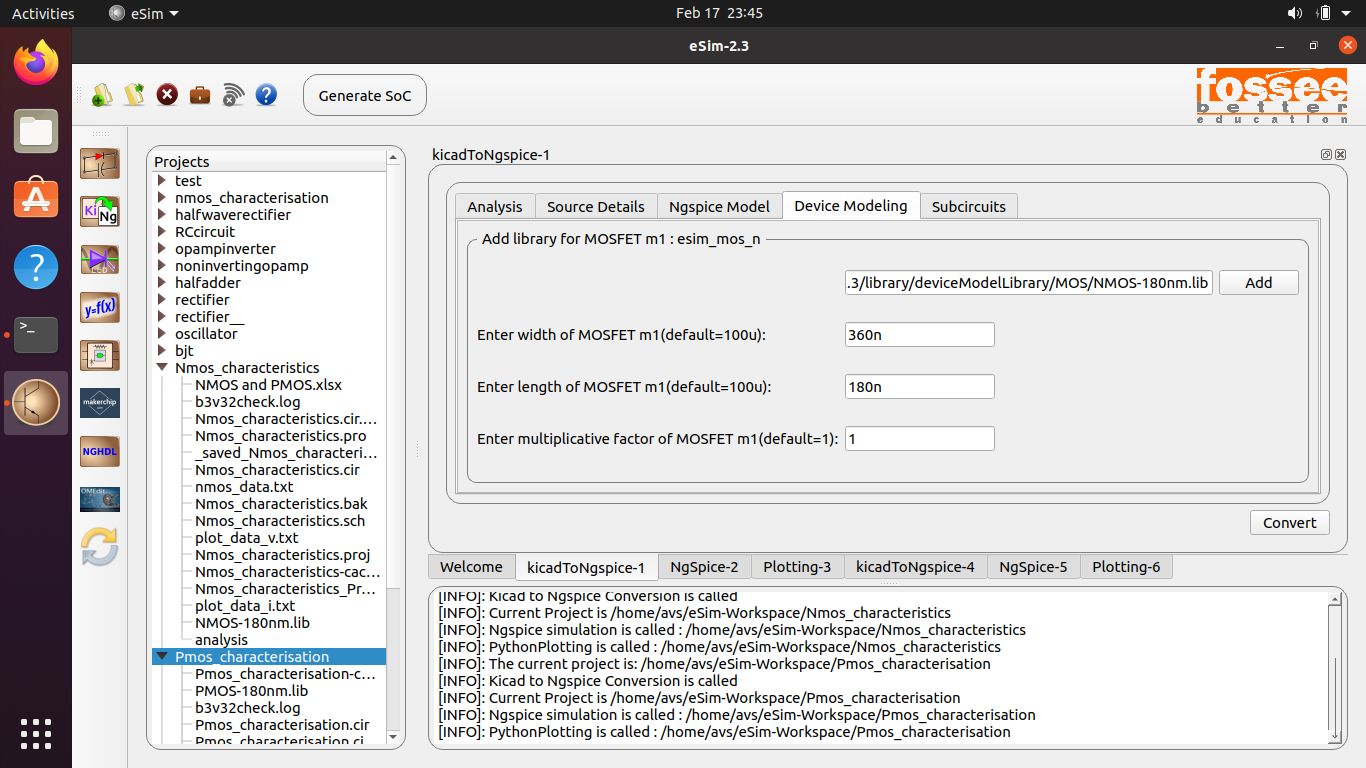 Activities
eSim
Feb 17 23:45
eSim-2.3
Generate SoC
fossee
better
education
Ki
Ng
LED
y=f(x)
makerchip
NGHDL
OMEdit
Projects
test
nmos_characterisation
halfwaverectifier
RCcircuit
opampinverter
noninvertingopamp
halfadder
rectifier
rectifier__
oscillator
bjt
Nmos_characteristics
NMOS and PMOS.xlsx
b3v32check.log
Nmos_characteristics.cir....
Nmos_characteristics.pro
_saved_Nmos_characteri...
Nmos_characteristics.cir
nmos_data.txt
Nmos_characteristics.bak
Nmos_characteristics.sch
plot_data_v.txt
Nmos_characteristics.proj
Nmos_characteristics-cac...
Nmos_characteristics_Pr...
plot_data_i.txt
NMOS-180nm.lib
analysis
Pmos_characterisation
Pmos_characterisation-c...
PMOS-180nm.lib
b3v32check.log
Pmos_characterisation.cir
Pmos_characterisation.ci
kicadToNgspice-1
Analysis
Source Details
Ngspice Model
Device Modeling
Subcircuits
Add library for MOSFET m1 : esim_mos_n
.3/library/deviceModelLibrary/MOS/NMOS-180nm.lib
Add
Enter width of MOSFET m1(default=100u):
360n
Enter length of MOSFET m1(default=100u):
180n
Enter multiplicative factor of MOSFET m1(default=1):
1
Convert
Welcome
kicadToNgspice-1
NgSpice-2
Plotting-3
kicadToNgspice-4
NgSpice-5
Plotting-6
[INFO]: Kicad to Ngspice Conversion is called
[INFO]: Current Project is /home/avs/eSim-Workspace/Nmos_characteristics
[INFO]: Ngspice simulation is called : /home/avs/eSim-Workspace/Nmos_characteristics
[INFO]: PythonPlotting is called : /home/avs/eSim-Workspace/Nmos_characteristics
[INFO]: The current project is: /home/avs/eSim-Workspace/Pmos_characterisation
[INFO]: Kicad to Ngspice Conversion is called
[INFO]: Current Project is /home/avs/eSim-Workspace/Pmos_characterisation
[INFO]: Ngspice simulation is called : /home/avs/eSim-Workspace/Pmos_characterisation
[INFO]: PythonPlotting is called : /home/avs/eSim-Workspace/Pmos_characterisation